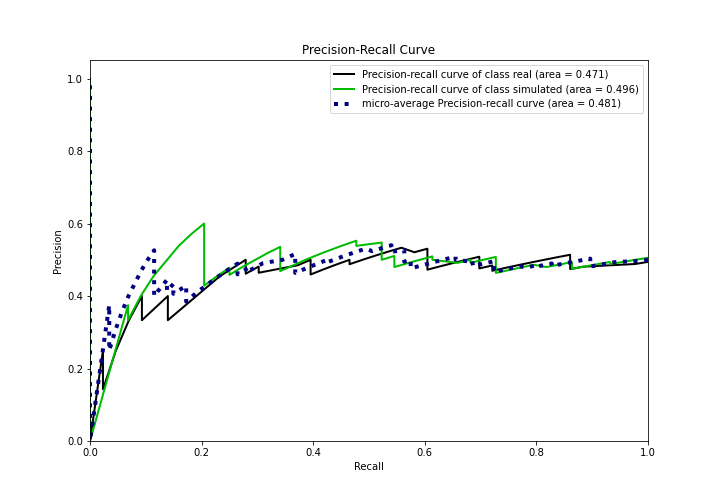 Precision-Recall Curve
Precision-recall curve of class real (area = 0.471)
Precision-recall curve of class simulated (area = 0.496)
micro-average Precision-recall curve (area = 0.481)
Precision
1.0
0.8
0.6
0.4
0.2
0.0
0.0 0.2 0.4 0.6 0.8 1.0
Recall